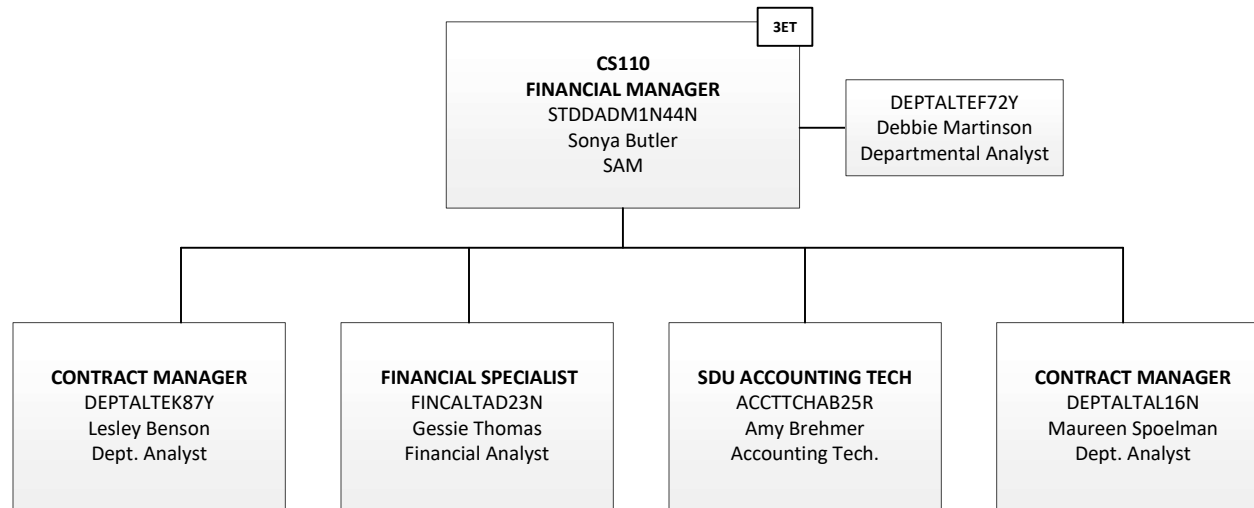 3ET
CS110
FINANCIAL MANAGER
STDDADM1N44N
Sonya Butler
SAM
DEPTALTEF72Y
Debbie Martinson
Departmental Analyst
CONTRACT MANAGER
DEPTALTEK87Y
Lesley Benson
Dept. Analyst
FINANCIAL SPECIALIST
FINCALTAD23N
Gessie Thomas
Financial Analyst
SDU ACCOUNTING TECH
ACCTTCHAB25R
Amy Brehmer
Accounting Tech.
CONTRACT MANAGER
DEPTALTAL16N
Maureen Spoelman
Dept. Analyst